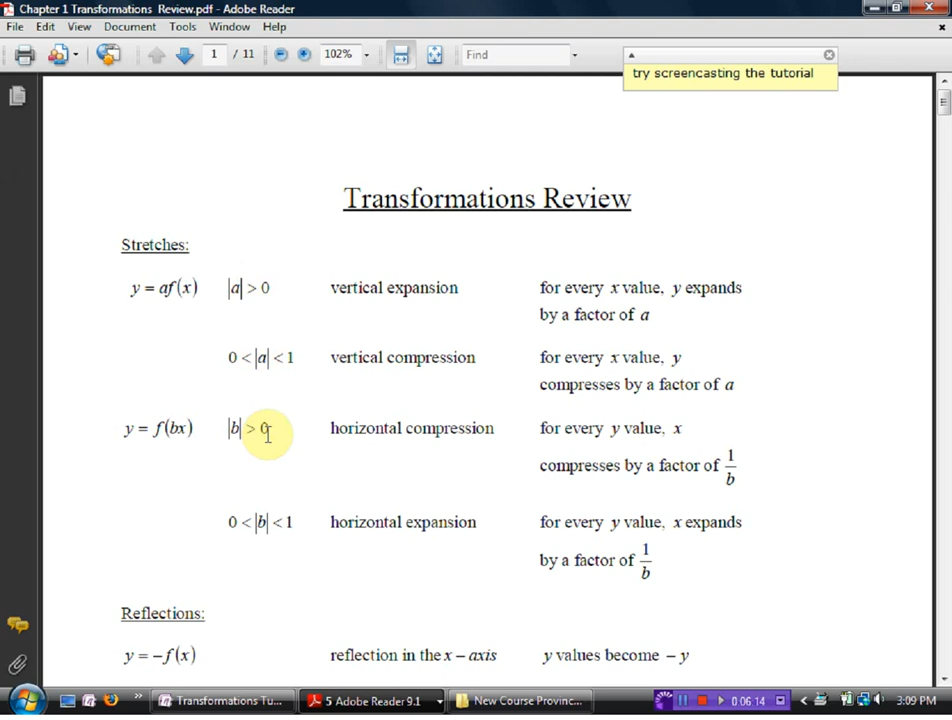 Chapter 1 Transformations Review.pdf - Adobe Reader
File Edit View Document Tools Window Help
1 / 11 102% Find
try screencasting the tutorial
Transformations Review
Stretches:
y = af(x) |a| > 0 vertical expansion for every x value, y expands
by a factor of a
0 < |a| < 1 vertical compression for every x value, y
compresses by a factor of a
y = f(bx) |b| > 0 horizontal compression for every y value, x
compresses by a factor of 1/b
0 < |b| < 1 horizontal expansion for every y value, x expands
by a factor of 1/b
Reflections:
y = -f(x) reflection in the x - axis y values become - y
Transformations Tu... 5 Adobe Reader 9.1 New Course Provinc... 06:14 3:09 PM